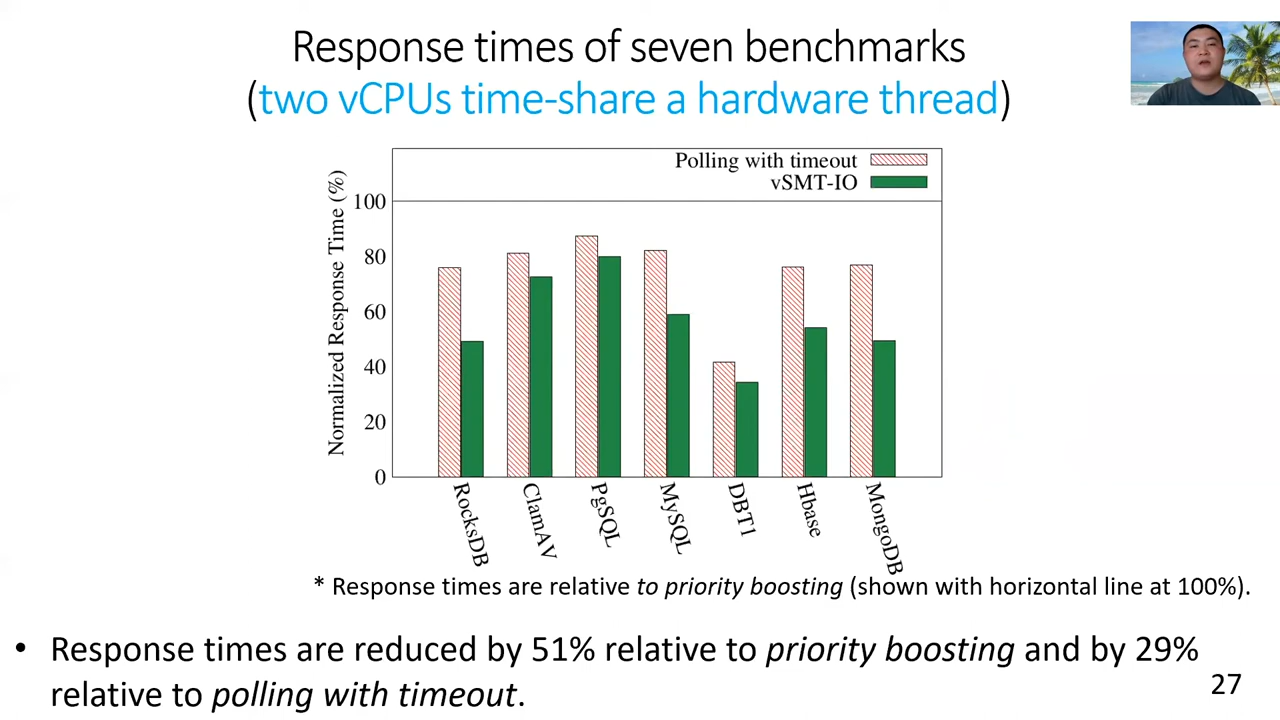 Response times of seven benchmarks
(two vCPUs time-share a hardware thread)
Polling with timeout
vSMT-IO
Normalized Response Time (%)
100
80
60
40
20
0
RocksDB
ClamAV
PgSQL
MySQL
DBT1
Hbase
MongoDB
* Response times are relative to priority boosting (shown with horizontal line at 100%).
• Response times are reduced by 51% relative to priority boosting and by 29%
relative to polling with timeout.
27